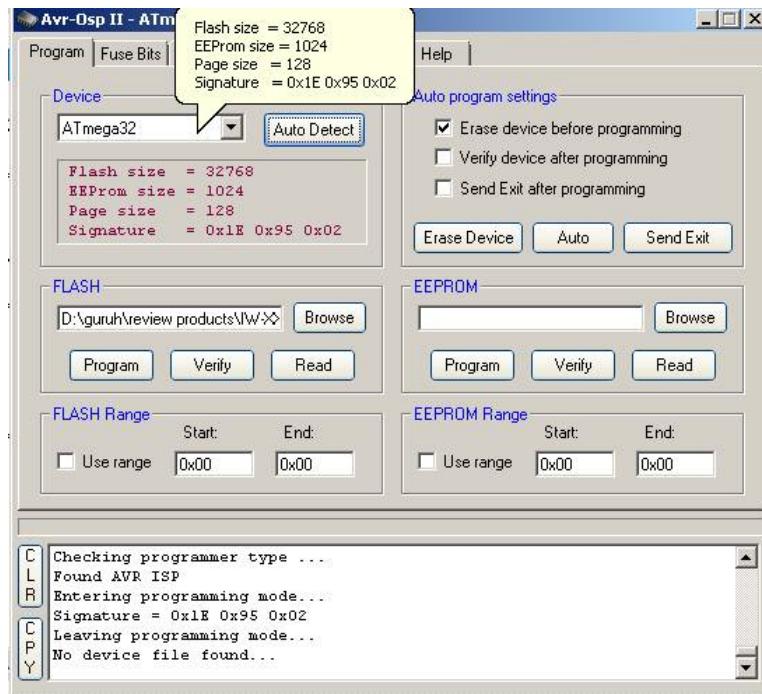 Avr-Osp II - ATm
Flash size = 32768
EEProm size = 1024
Page size = 128
Signature = 0x1E 0x95 0x02
Program Fuse Bits Help
Device
ATmega32 Auto Detect
Flash size = 32768
EEProm size = 1024
Page size = 128
Signature = 0x1E 0x95 0x02
Auto program settings
Erase device before programming
Verify device after programming
Send Exit after programming
Erase Device Auto Send Exit
FLASH
D:\guruh\review products\IW-X Browse
Program Verify Read
EEPROM
Browse
Program Verify Read
FLASH Range
Start: End:
Use range 0x00 0x00
EEPROM Range
Start: End:
Use range 0x00 0x00
CLR
CPY
Checking programmer type ...
Found AVR ISP
Entering programming mode...
Signature = 0x1E 0x95 0x02
Leaving programming mode...
No device file found...